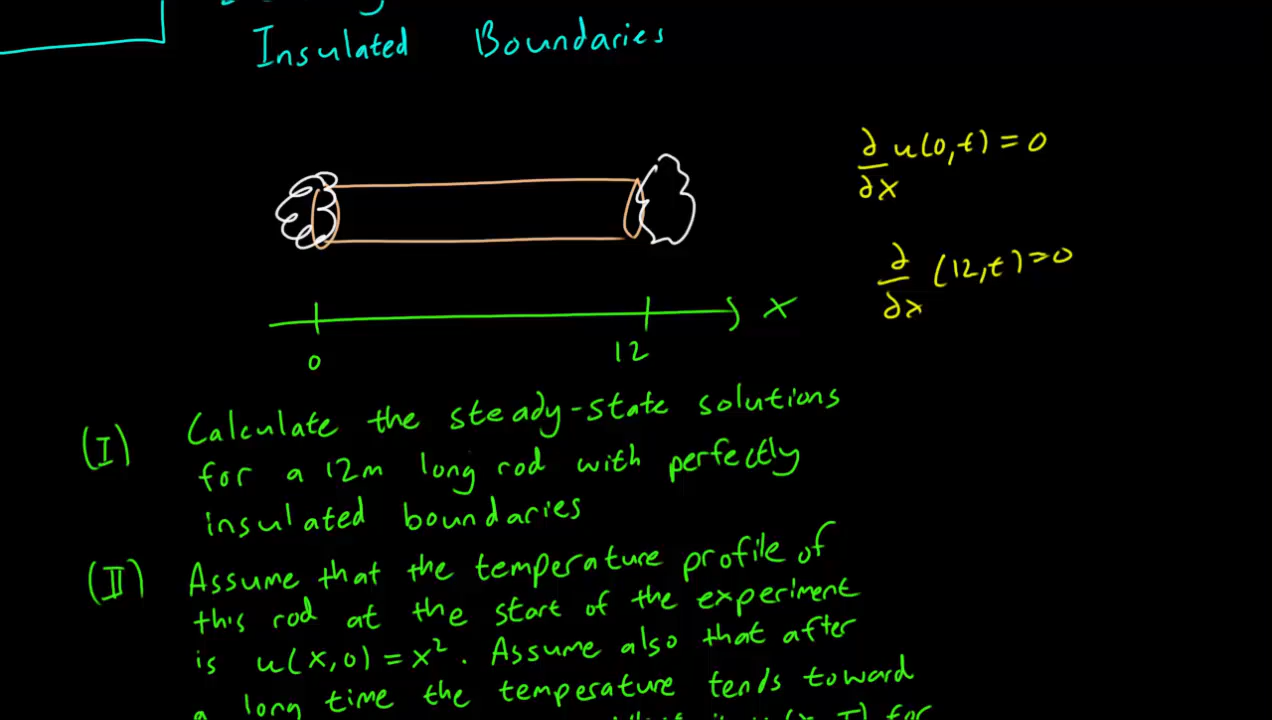 Insulated Boundaries
∂/∂x u(0,t) = 0
∂/∂x (12,t) = 0
x
0 12
(I) Calculate the steady-state solutions
for a 12m long rod with perfectly
insulated boundaries
(II) Assume that the temperature profile of
this rod at the start of the experiment
is u(x,0) = x². Assume also that after
a long time the temperature tends toward